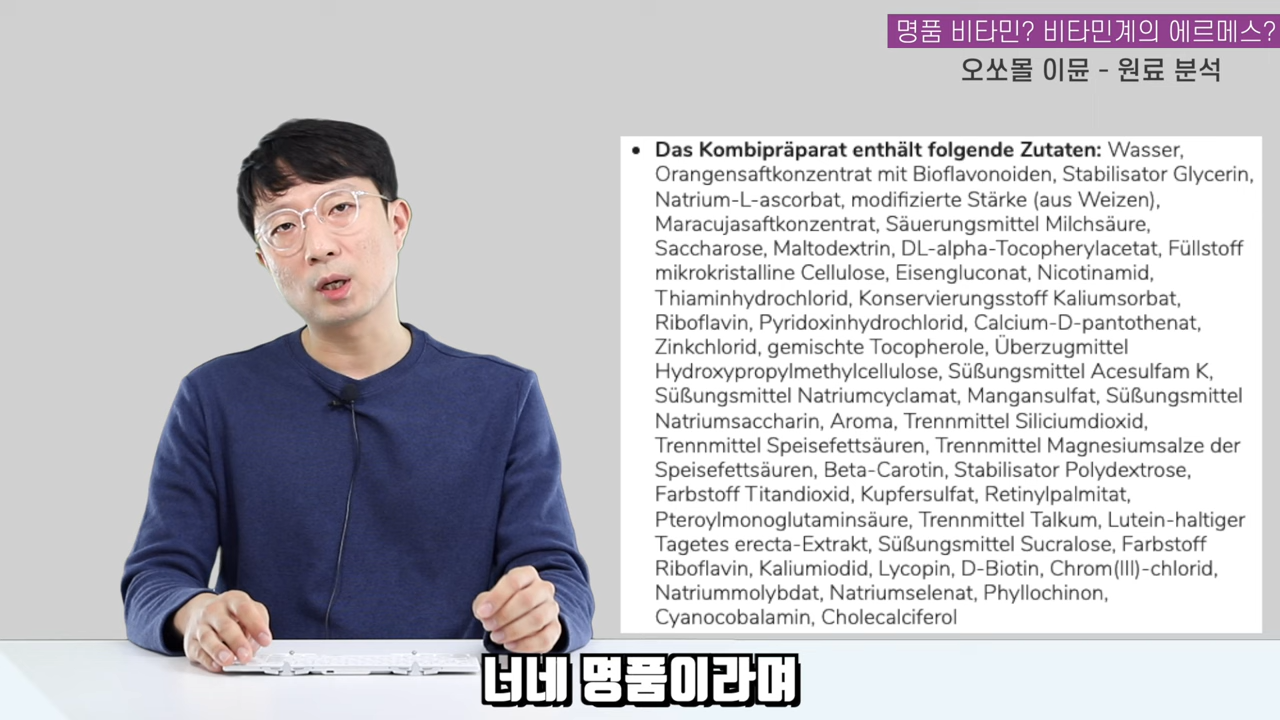 명품 비타민? 비타민계의 에르메스?
오쏘몰 이뮨 - 원료 분석
• Das Kombipräparat enthält folgende Zutaten: Wasser,
Orangensaftkonzentrat mit Bioflavonoiden, Stabilisator Glycerin,
Natrium-L-ascorbat, modifizierte Stärke (aus Weizen),
Maracujasaftkonzentrat, Säuerungsmittel Milchsäure,
Saccharose, Maltodextrin, DL-alpha-Tocopherylacetat, Füllstoff
mikrokristalline Cellulose, Eisengluconat, Nicotinamid,
Thiaminhydrochlorid, Konservierungsstoff Kaliumsorbat,
Riboflavin, Pyridoxinhydrochlorid, Calcium-D-pantothenat,
Zinkchlorid, gemischte Tocopherole, Überzugmittel
Hydroxypropylmethylcellulose, Süßungsmittel Acesulfam K,
Süßungsmittel Natriumcyclamat, Mangansulfat, Süßungsmittel
Natriumsaccharin, Aroma, Trennmittel Siliciumdioxid,
Trennmittel Speisefettsäuren, Trennmittel Magnesiumsalze der
Speisefettsäuren, Beta-Carotin, Stabilisator Polydextrose,
Farbstoff Titandioxid, Kupfersulfat, Retinylpalmitat,
Pteroylmonoglutaminsäure, Trennmittel Talkum, Lutein-haltiger
Tagetes erecta-Extrakt, Süßungsmittel Sucralose, Farbstoff
Riboflavin, Kaliumiodid, Lycopin, D-Biotin, Chrom(III)-chlorid,
Natriummolybdat, Natriumselenat, Phyllochinon,
Cyanocobalamin, Cholecalciferol
너네 명품이라며